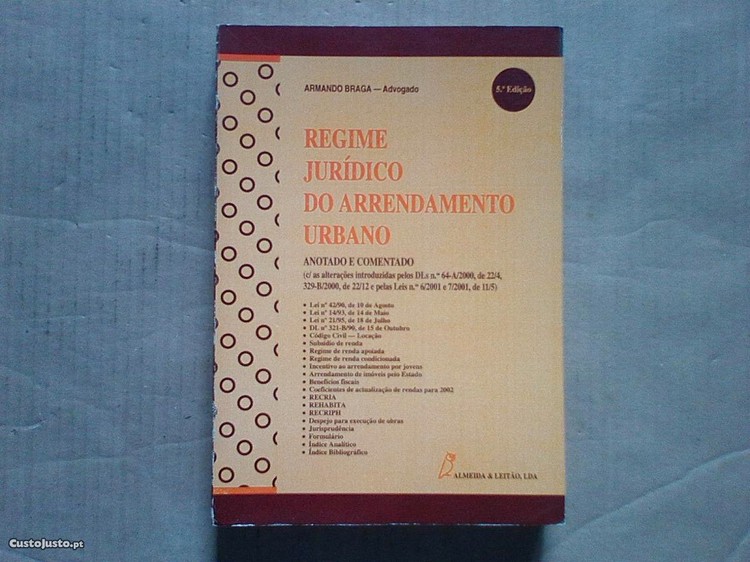 ARMANDO BRAGA — Advogado
5.ª Edição
REGIME
JURÍDICO
DO ARRENDAMENTO
URBANO
ANOTADO E COMENTADO
(c/ as alterações introduzidas pelos DLs n.ºˢ 64-A/2000, de 22/4,
329-B/2000, de 22/12 e pelas Leis n.ºˢ 6/2001 e 7/2001, de 11/5)
• Lei nº 42/90, de 10 de Agosto
• Lei nº 14/93, de 14 de Maio
• Lei nº 21/95, de 18 de Julho
• DL nº 321-B/90, de 15 de Outubro
• Código Civil — Locação
• Subsídio de renda
• Regime de renda apoiada
• Regime de renda condicionada
• Incentivo ao arrendamento por jovens
• Arrendamento de imóveis pelo Estado
• Benefícios fiscais
• Coeficientes de actualização de rendas para 2002
• RECRIA
• REHABITA
• RECRIPH
• Despejo para execução de obras
• Jurisprudência
• Formulário
• Índice Analítico
• Índice Bibliográfico
ALMEIDA & LEITÃO, LDA
CustoJusto.pt